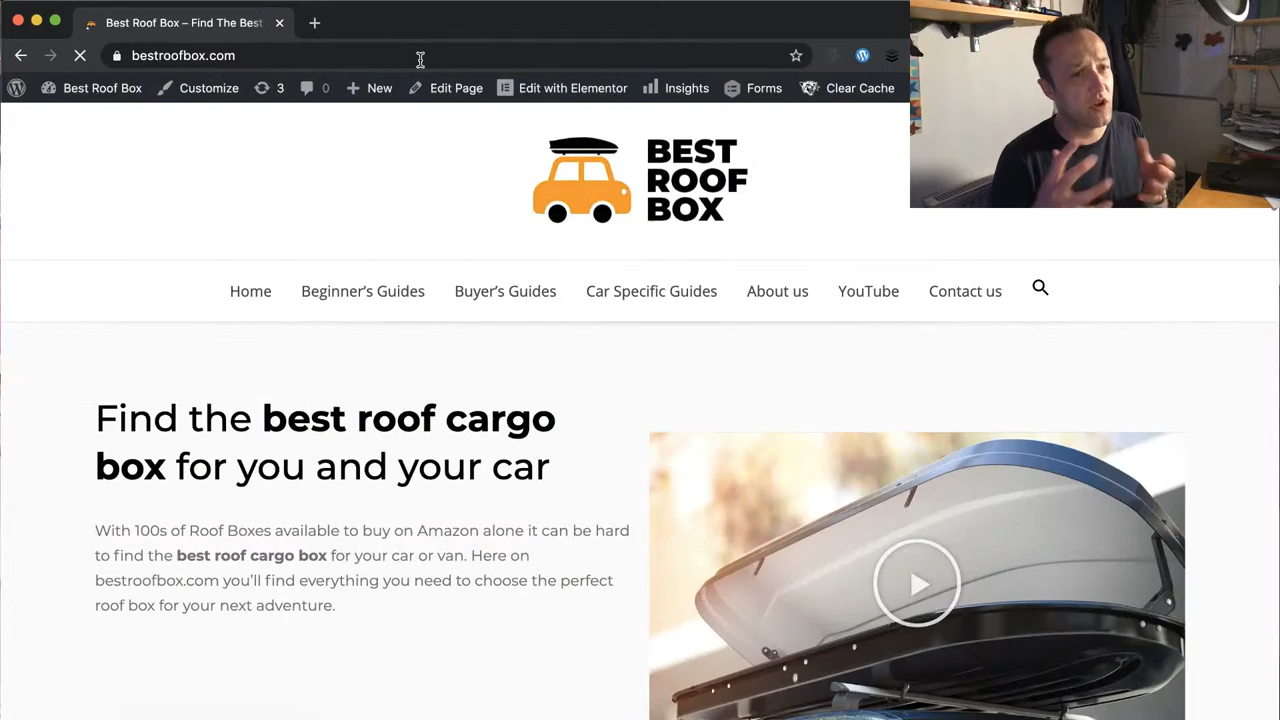 Best Roof Box – Find The Best
bestroofbox.com
Best Roof Box Customize 3 0 New Edit Page Edit with Elementor Insights Forms Clear Cache
BEST
ROOF
BOX
Home Beginner’s Guides Buyer’s Guides Car Specific Guides About us YouTube Contact us
Find the best roof cargo
box for you and your car
With 100s of Roof Boxes available to buy on Amazon alone it can be hard
to find the best roof cargo box for your car or van. Here on
bestroofbox.com you’ll find everything you need to choose the perfect
roof box for your next adventure.